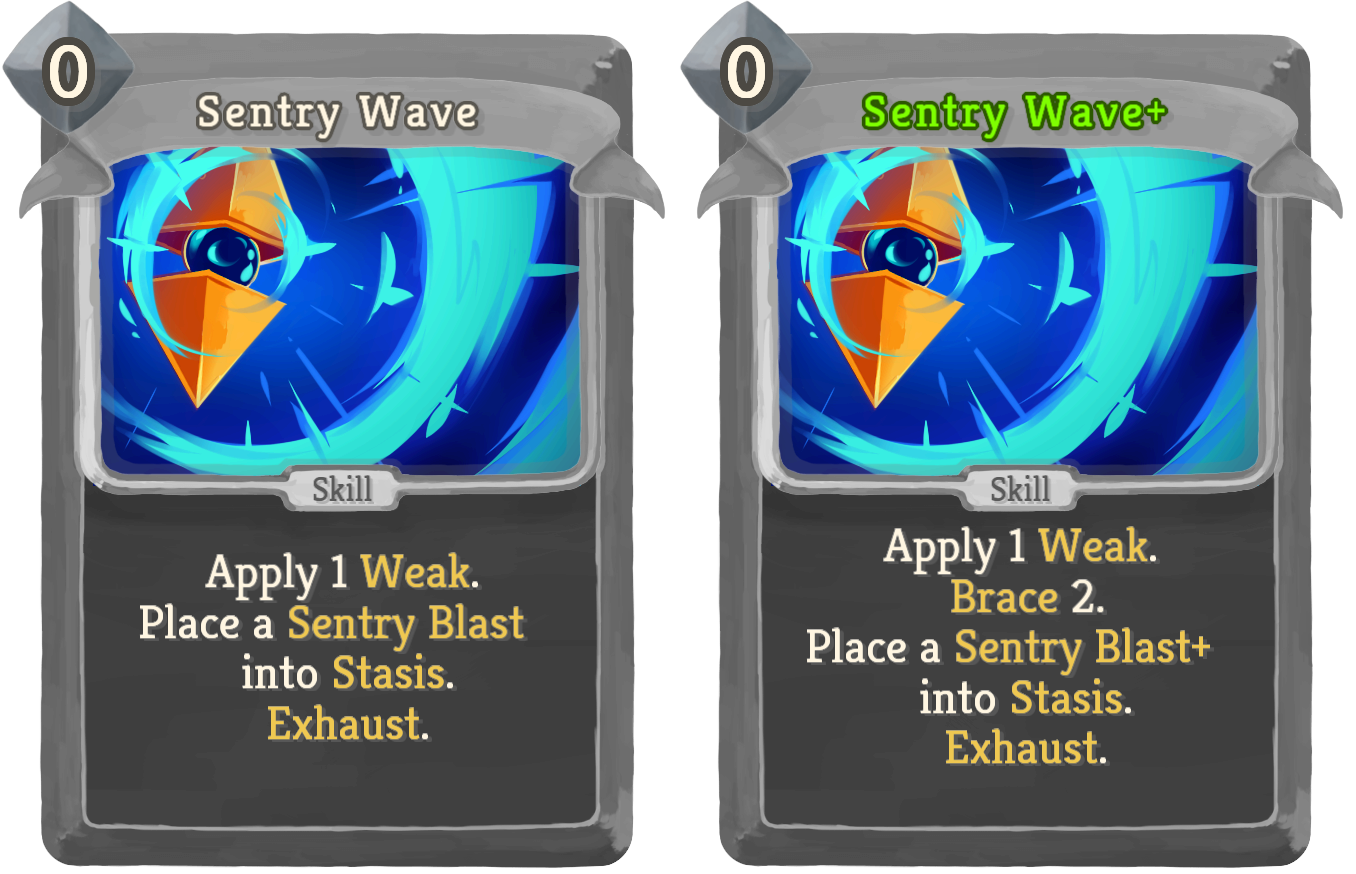 0
Sentry Wave
Skill
Apply 1 Weak.
Place a Sentry Blast
into Stasis.
Exhaust.
0
Sentry Wave+
Skill
Apply 1 Weak.
Brace 2.
Place a Sentry Blast+
into Stasis.
Exhaust.